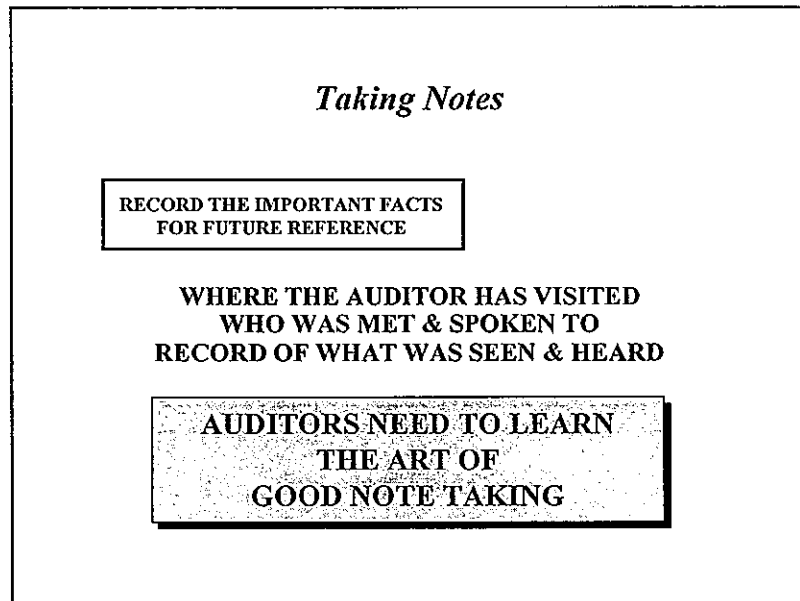 Taking Notes
RECORD THE IMPORTANT FACTS
FOR FUTURE REFERENCE
WHERE THE AUDITOR HAS VISITED
WHO WAS MET & SPOKEN TO
RECORD OF WHAT WAS SEEN & HEARD
AUDITORS NEED TO LEARN
THE ART OF
GOOD NOTE TAKING